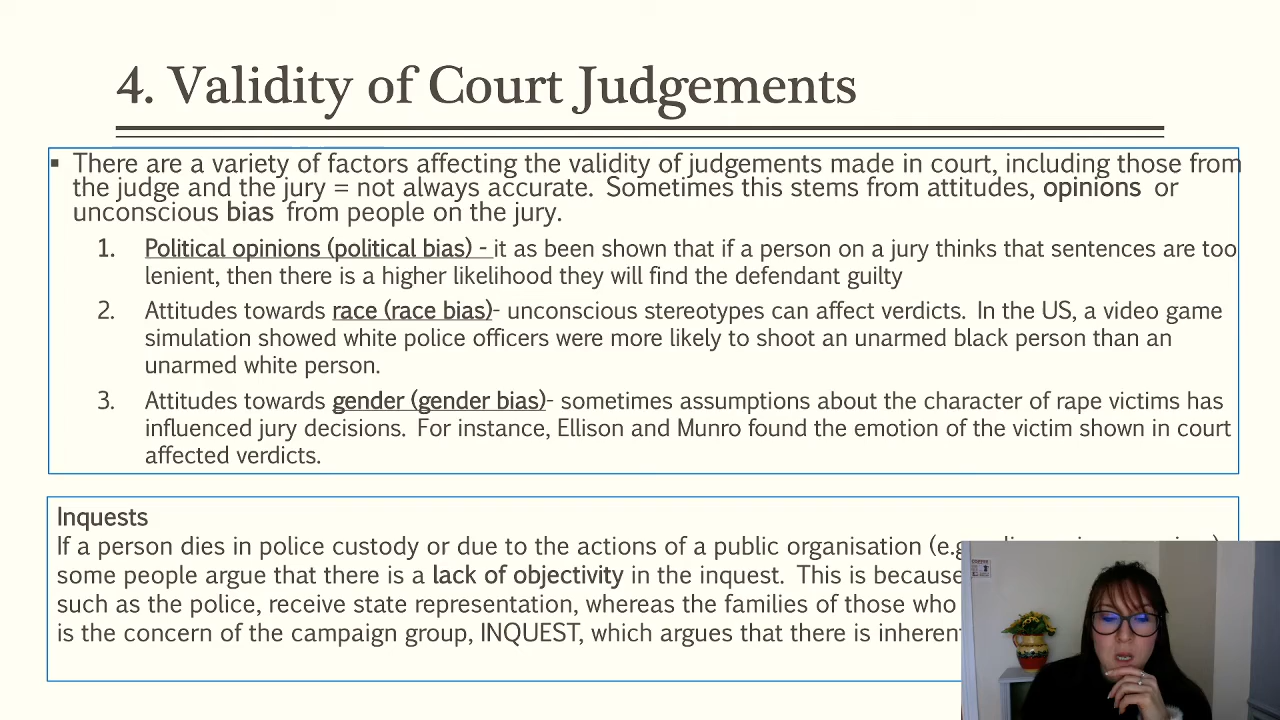 4. Validity of Court Judgements
▪ There are a variety of factors affecting the validity of judgements made in court, including those from
the judge and the jury = not always accurate. Sometimes this stems from attitudes, opinions or
unconscious bias from people on the jury.
1. Political opinions (political bias) - it as been shown that if a person on a jury thinks that sentences are too
lenient, then there is a higher likelihood they will find the defendant guilty
2. Attitudes towards race (race bias)- unconscious stereotypes can affect verdicts. In the US, a video game
simulation showed white police officers were more likely to shoot an unarmed black person than an
unarmed white person.
3. Attitudes towards gender (gender bias)- sometimes assumptions about the character of rape victims has
influenced jury decisions. For instance, Ellison and Munro found the emotion of the victim shown in court
affected verdicts.
Inquests
If a person dies in police custody or due to the actions of a public organisation (e.g
some people argue that there is a lack of objectivity in the inquest. This is because
such as the police, receive state representation, whereas the families of those who
is the concern of the campaign group, INQUEST, which argues that there is inherent